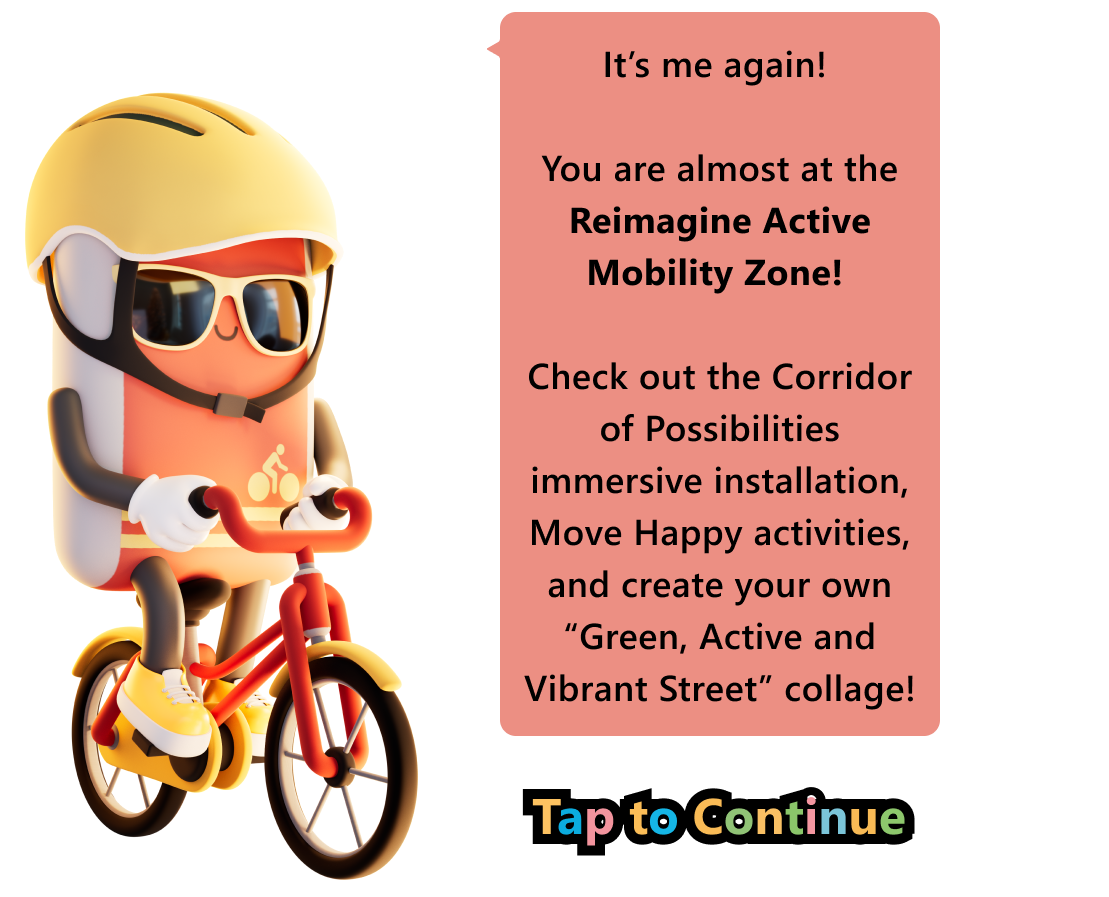 It’s me again!
You are almost at the
Reimagine Active
Mobility Zone!
Check out the Corridor
of Possibilities
immersive installation,
Move Happy activities,
and create your own
“Green, Active and
Vibrant Street” collage!
Tap to Continue